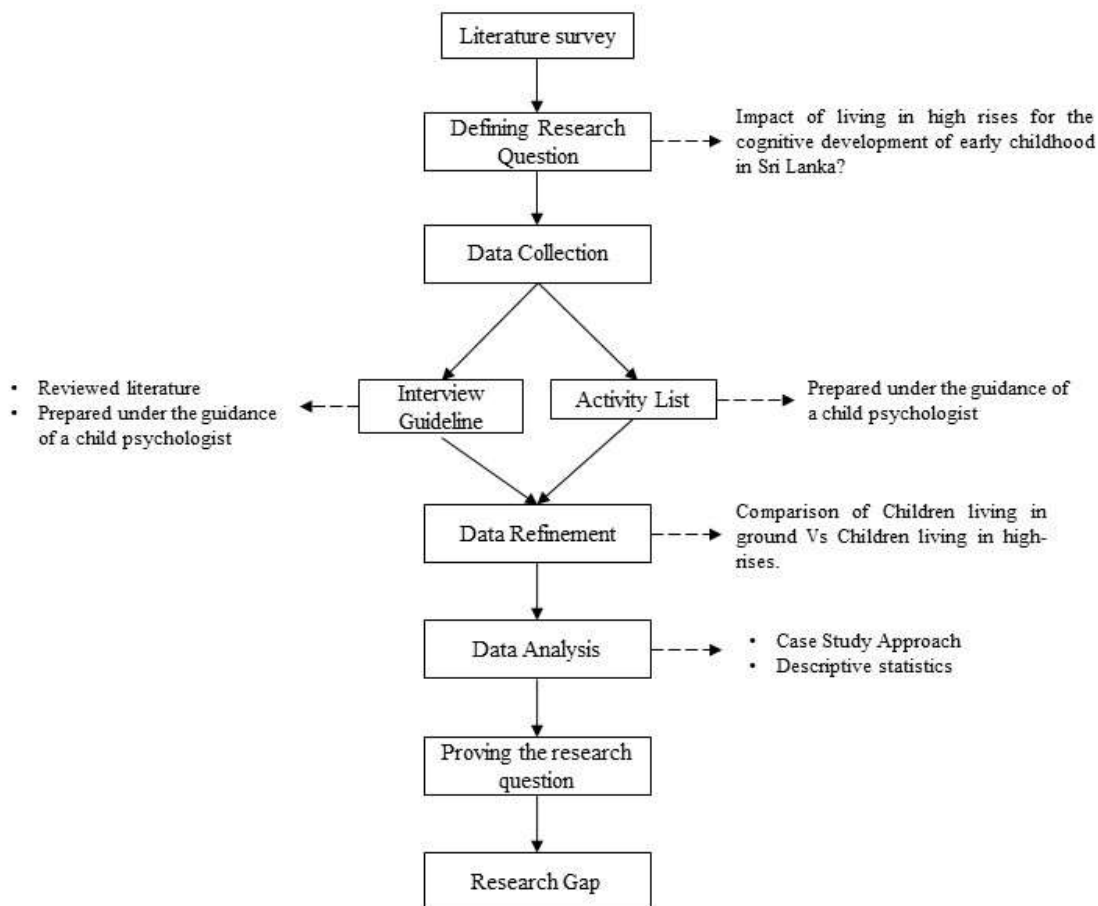 Literature survey
Defining Research
Question
Impact of living in high rises for the
cognitive development of early childhood
in Sri Lanka?
Data Collection
• Reviewed literature
• Prepared under the guidance
of a child psychologist
Interview
Guideline
Activity List
Prepared under the guidance of
a child psychologist
Data Refinement
Comparison of Children living in
ground Vs Children living in high-
rises.
Data Analysis
• Case Study Approach
• Descriptive statistics
Proving the research
question
Research Gap